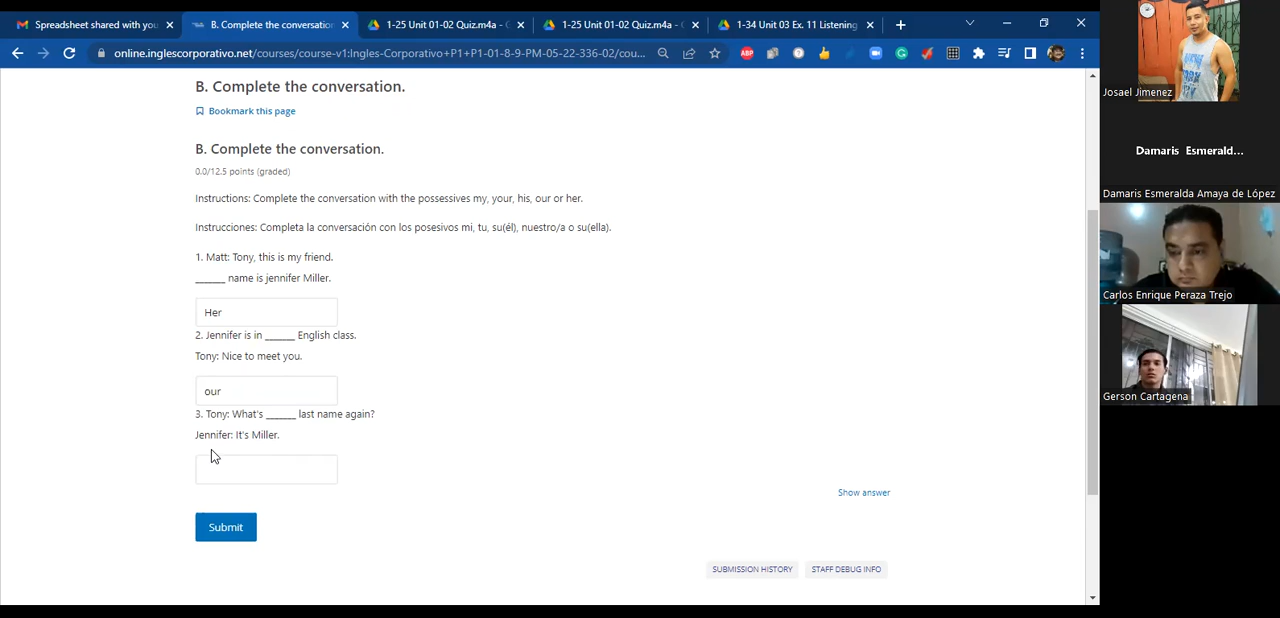 Spreadsheet shared with you
B. Complete the conversation
1-25 Unit 01-02 Quiz.m4a - G
1-25 Unit 01-02 Quiz.m4a - G
1-34 Unit 03 Ex. 11 Listening
online.inglescorporativo.net/courses/course-v1:Ingles-Corporativo+P1+P1-01-8-9-PM-05-22-336-02/cou...
ABP
B. Complete the conversation.
Bookmark this page
B. Complete the conversation.
0.0/12.5 points (graded)
Instructions: Complete the conversation with the possessives my, your, his, our or her.
Instrucciones: Completa la conversación con los posesivos mi, tu, su(él), nuestro/a o su(ella).
1. Matt: Tony, this is my friend.
______ name is jennifer Miller.
Her
2. Jennifer is in ______ English class.
Tony: Nice to meet you.
our
3. Tony: What's ______ last name again?
Jennifer: It's Miller.
Show answer
Submit
SUBMISSION HISTORY
STAFF DEBUG INFO
Josael Jimenez
Damaris Esmerald...
Damaris Esmeralda Amaya de López
Carlos Enrique Peraza Trejo
Gerson Cartagena